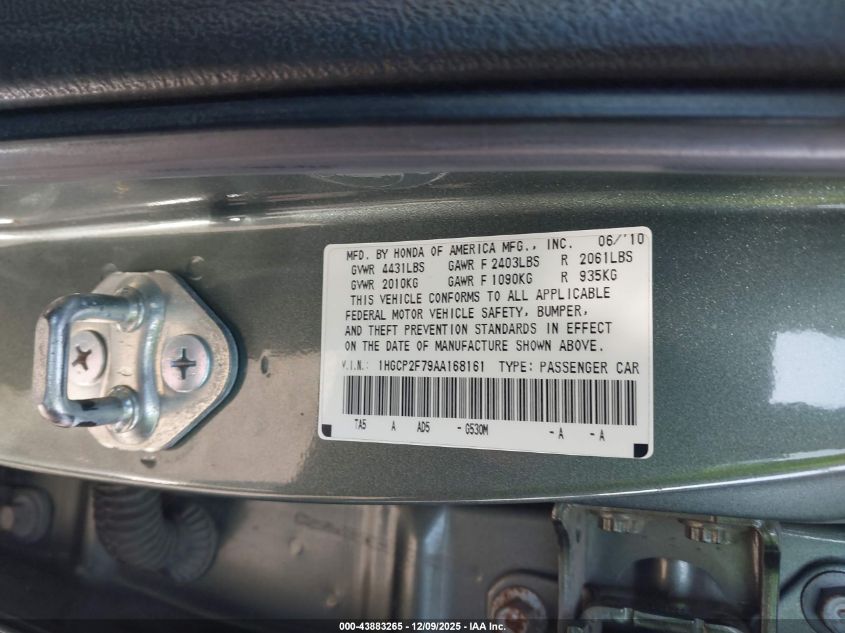 MFD. BY HONDA OF AMERICA MFG., INC. 06/'10
GVWR 4431LBS GAWR F 2403LBS R 2061LBS
GVWR 2010KG GAWR F 1090KG R 935KG
THIS VEHICLE CONFORMS TO ALL APPLICABLE
FEDERAL MOTOR VEHICLE SAFETY, BUMPER,
AND THEFT PREVENTION STANDARDS IN EFFECT
ON THE DATE OF MANUFACTURE SHOWN ABOVE.
V.I.N.: 1HGCP2F79AA168161 TYPE: PASSENGER CAR
TA5 A AD5 - G530M - A - A
000-43883265 - 12/09/2025 - IAA Inc.